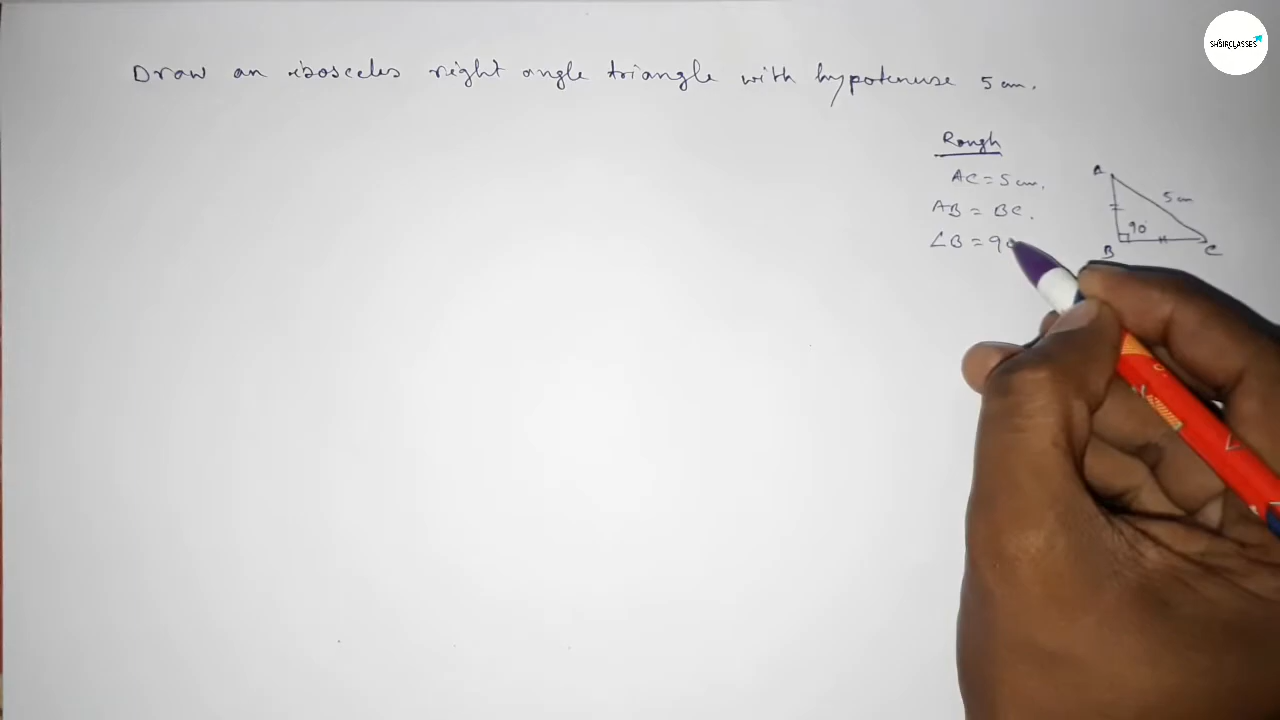 SHSIRCLASSES
Draw an isosceles right angle triangle with hypotenuse 5 cm.
Rough
AC = 5 cm.
AB = BC.
∠B = 90
A
5 cm
90°
B
C